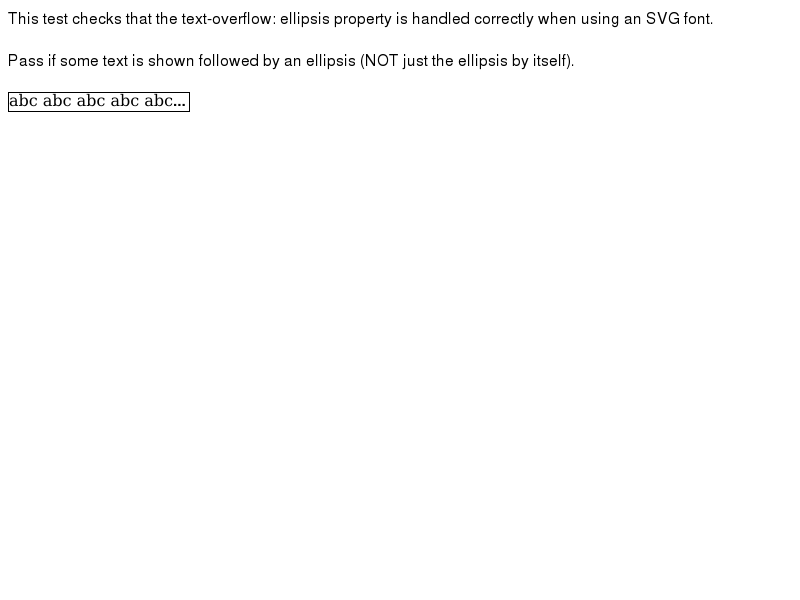 This test checks that the text-overflow: ellipsis property is handled correctly when using an SVG font.
Pass if some text is shown followed by an ellipsis (NOT just the ellipsis by itself).
abc abc abc abc abc...